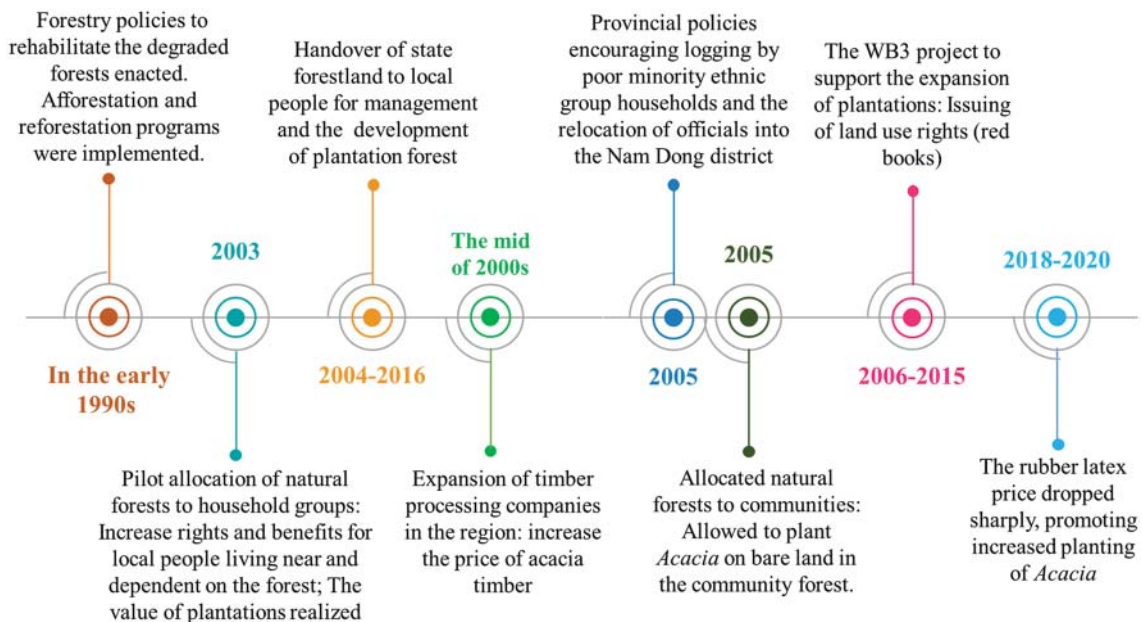 Forestry policies to
rehabilitate the degraded
forests enacted.
Afforestation and
reforestation programs
were implemented.
In the early
1990s
2003
Pilot allocation of natural
forests to household groups:
Increase rights and benefits for
local people living near and
dependent on the forest; The
value of plantations realized
Handover of state
forestland to local
people for management
and the development
of plantation forest
2004-2016
The mid
of 2000s
Expansion of timber
processing companies
in the region: increase
the price of acacia
timber
Provincial policies
encouraging logging by
poor minority ethnic
group households and the
relocation of officials into
the Nam Dong district
2005
2005
Allocated natural
forests to communities:
Allowed to plant
Acacia on bare land in
the community forest.
The WB3 project to
support the expansion
of plantations: Issuing
of land use rights (red
books)
2006-2015
2018-2020
The rubber latex
price dropped
sharply, promoting
increased planting
of Acacia